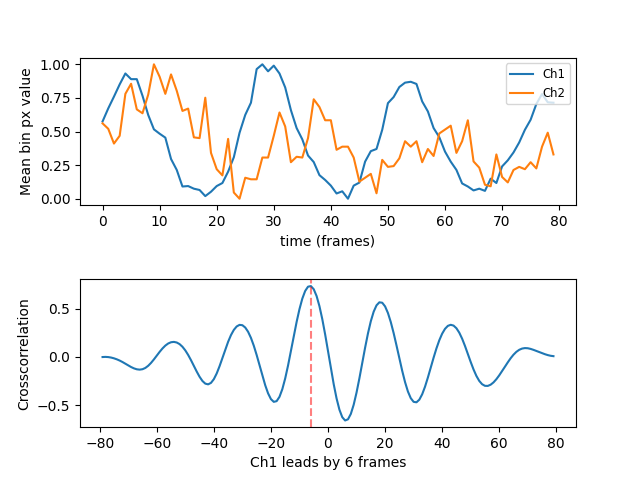 1.00
0.75
0.50
0.25
0.00
Mean bin px value
Ch1
Ch2
0 10 20 30 40 50 60 70 80
time (frames)
0.5
0.0
−0.5
Crosscorrelation
−80 −60 −40 −20 0 20 40 60 80
Ch1 leads by 6 frames